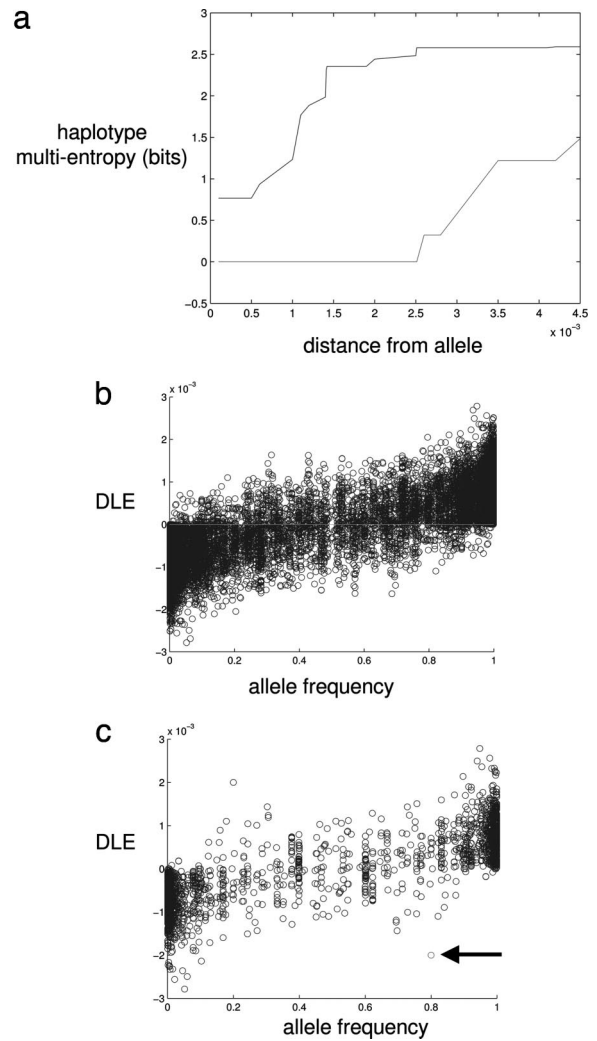 a
3
2.5
2
1.5
1
0.5
0
−0.5
haplotype
multi-entropy (bits)
0 0.5 1 1.5 2 2.5 3 3.5 4 4.5
x 10⁻³
distance from allele
b
x 10⁻³
3
2
1
0
−1
−2
−3
DLE
0 0.2 0.4 0.6 0.8 1
allele frequency
c
x 10⁻³
3
2
1
0
−1
−2
−3
DLE
0 0.2 0.4 0.6 0.8 1
allele frequency